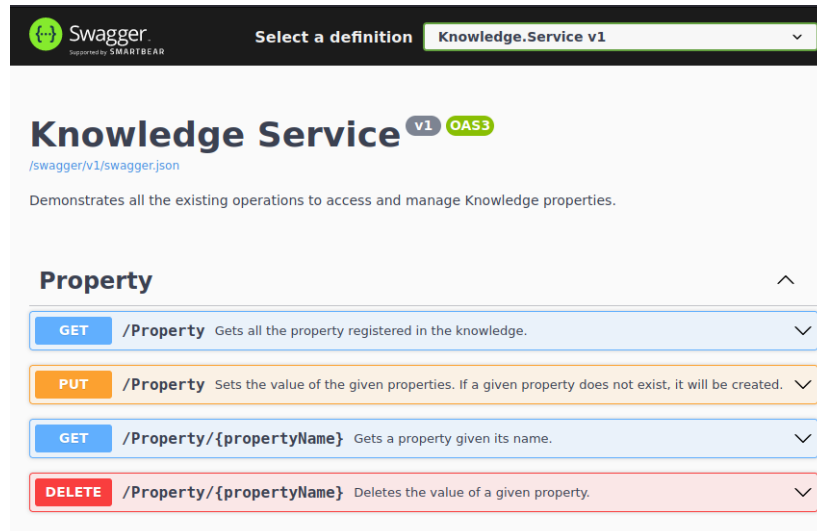 {···} Swagger.
Supported by SMARTBEAR
Select a definition Knowledge.Service v1
Knowledge Service v1 OAS3
/swagger/v1/swagger.json
Demonstrates all the existing operations to access and manage Knowledge properties.
Property
GET /Property Gets all the property registered in the knowledge.
PUT /Property Sets the value of the given properties. If a given property does not exist, it will be created.
GET /Property/{propertyName} Gets a property given its name.
DELETE /Property/{propertyName} Deletes the value of a given property.